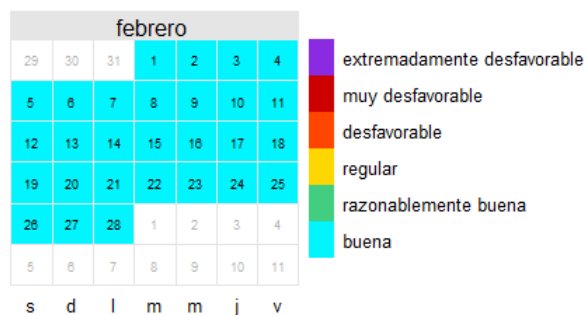 febrero
29 30 31 1 2 3 4
5 6 7 8 9 10 11
12 13 14 15 16 17 18
19 20 21 22 23 24 25
26 27 28 1 2 3 4
5 6 7 8 9 10 11
s d l m m j v
extremadamente desfavorable
muy desfavorable
desfavorable
regular
razonablemente buena
buena